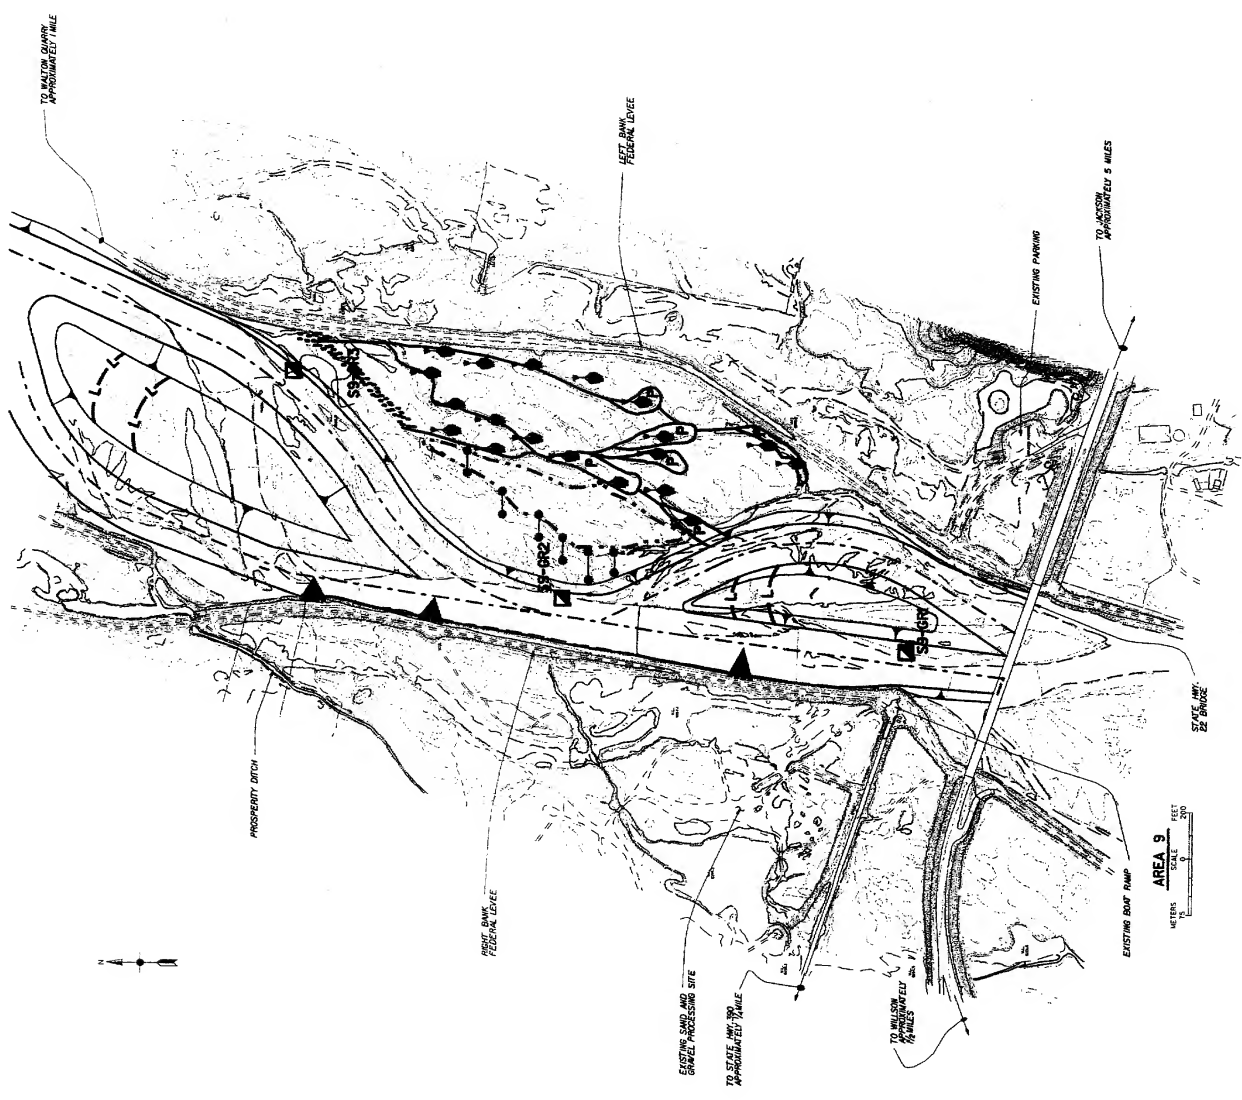 TO WALTON QUARRY
APPROXIMATELY 1 MILE
LEFT BANK
FEDERAL LEVEE
TO JACKSON
APPROXIMATELY 5 MILES
EXISTING PARKING
L
L
L
S9-GR2
P
P
P
P
P
L
L
S9-GR1
PROSPERITY DITCH
RIGHT BANK
FEDERAL LEVEE
STATE HWY.
22 BRIDGE
N
EXISTING SAND AND
GRAVEL PROCESSING SITE
TO STATE HWY. 390
APPROXIMATELY 1/4 MILE
TO WILLSON
APPROXIMATELY
1/2 MILES
EXISTING BOAT RAMP
AREA 9
METERS SCALE FEET
75 0 200